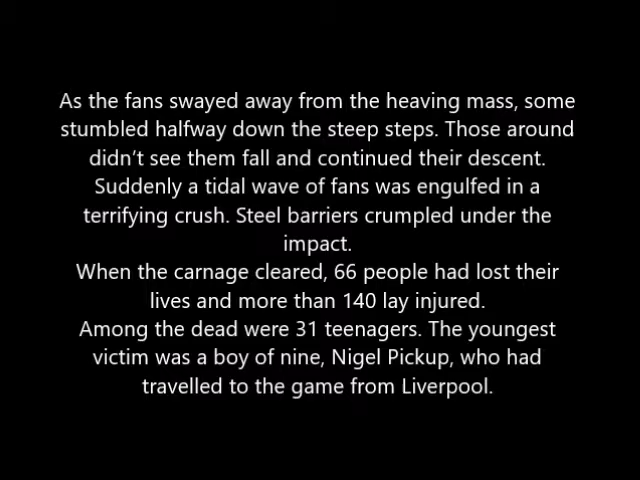 As the fans swayed away from the heaving mass, some
stumbled halfway down the steep steps. Those around
didn’t see them fall and continued their descent.
Suddenly a tidal wave of fans was engulfed in a
terrifying crush. Steel barriers crumpled under the
impact.
When the carnage cleared, 66 people had lost their
lives and more than 140 lay injured.
Among the dead were 31 teenagers. The youngest
victim was a boy of nine, Nigel Pickup, who had
travelled to the game from Liverpool.